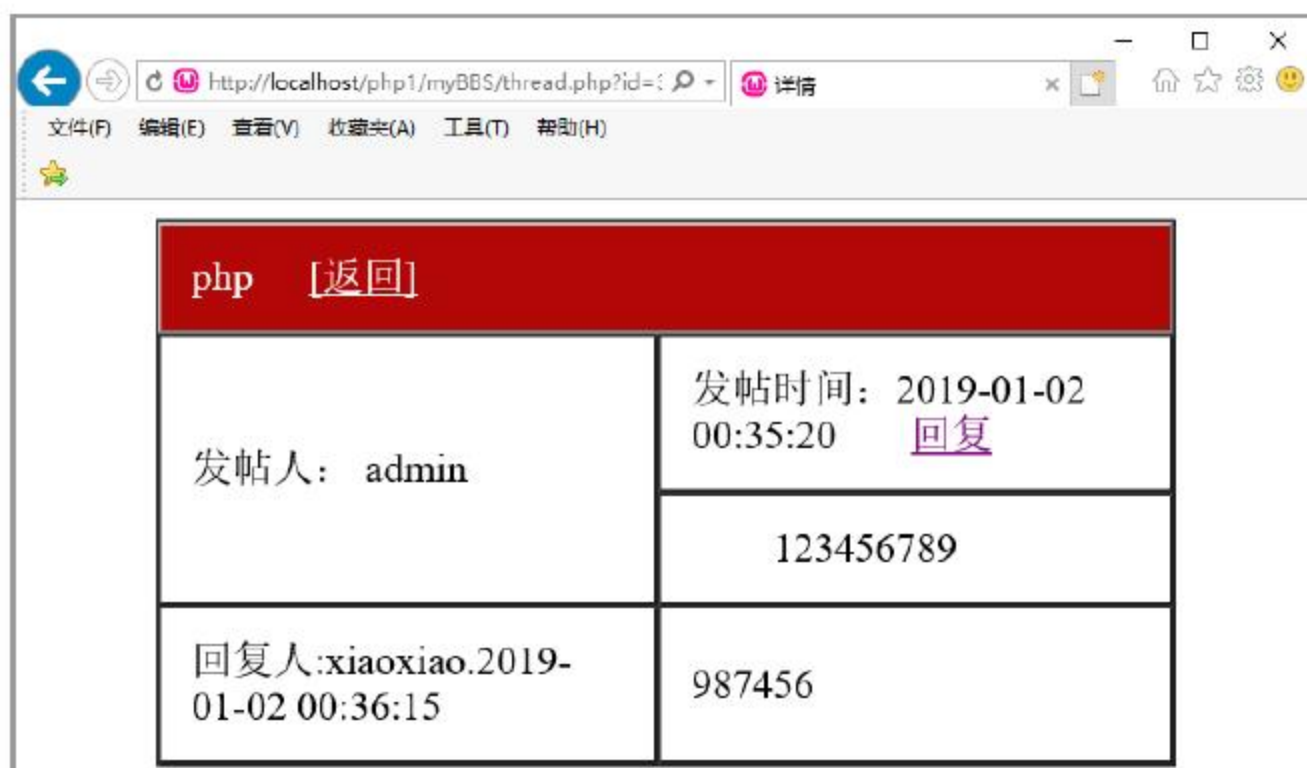 http://localhost/php1/myBBS/thread.php?id=
详情
文件(F) 编辑(E) 查看(V) 收藏夹(A) 工具(T) 帮助(H)
php [返回]
发帖人： admin
发帖时间：2019-01-02
00:35:20 回复
123456789
回复人:xiaoxiao.2019-
01-02 00:36:15
987456